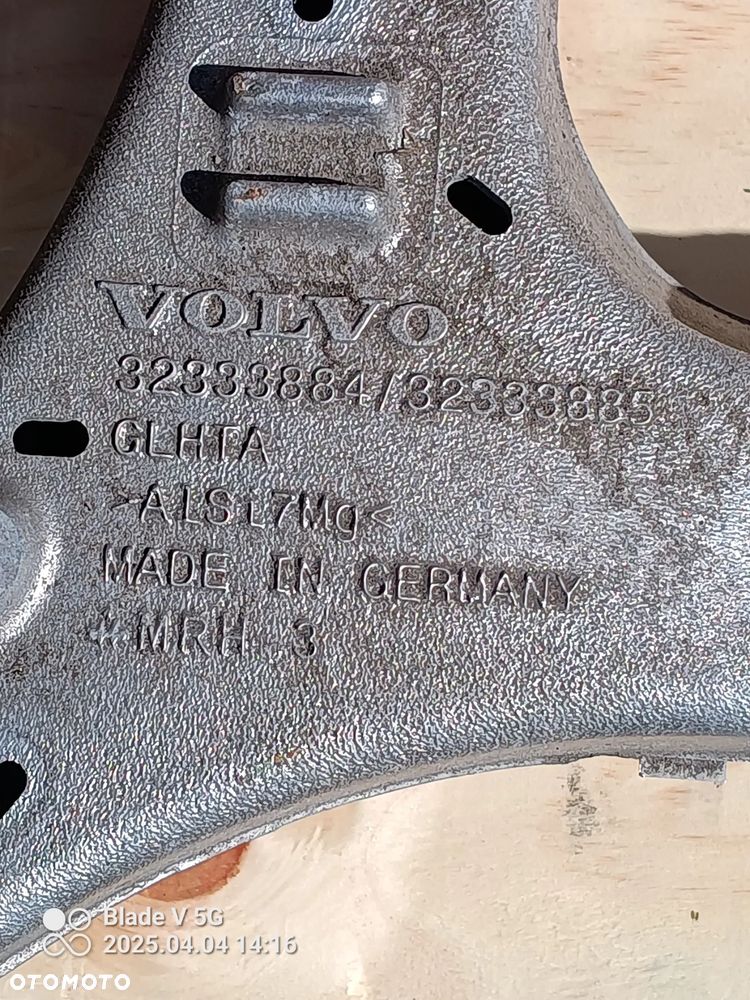 VOLVO
32333884/32333885
GLHTA
>ALSi7Mg<
MADE IN GERMANY
*MRH 3
Blade V 5G
2025.04.04 14:16
OTOMOTO